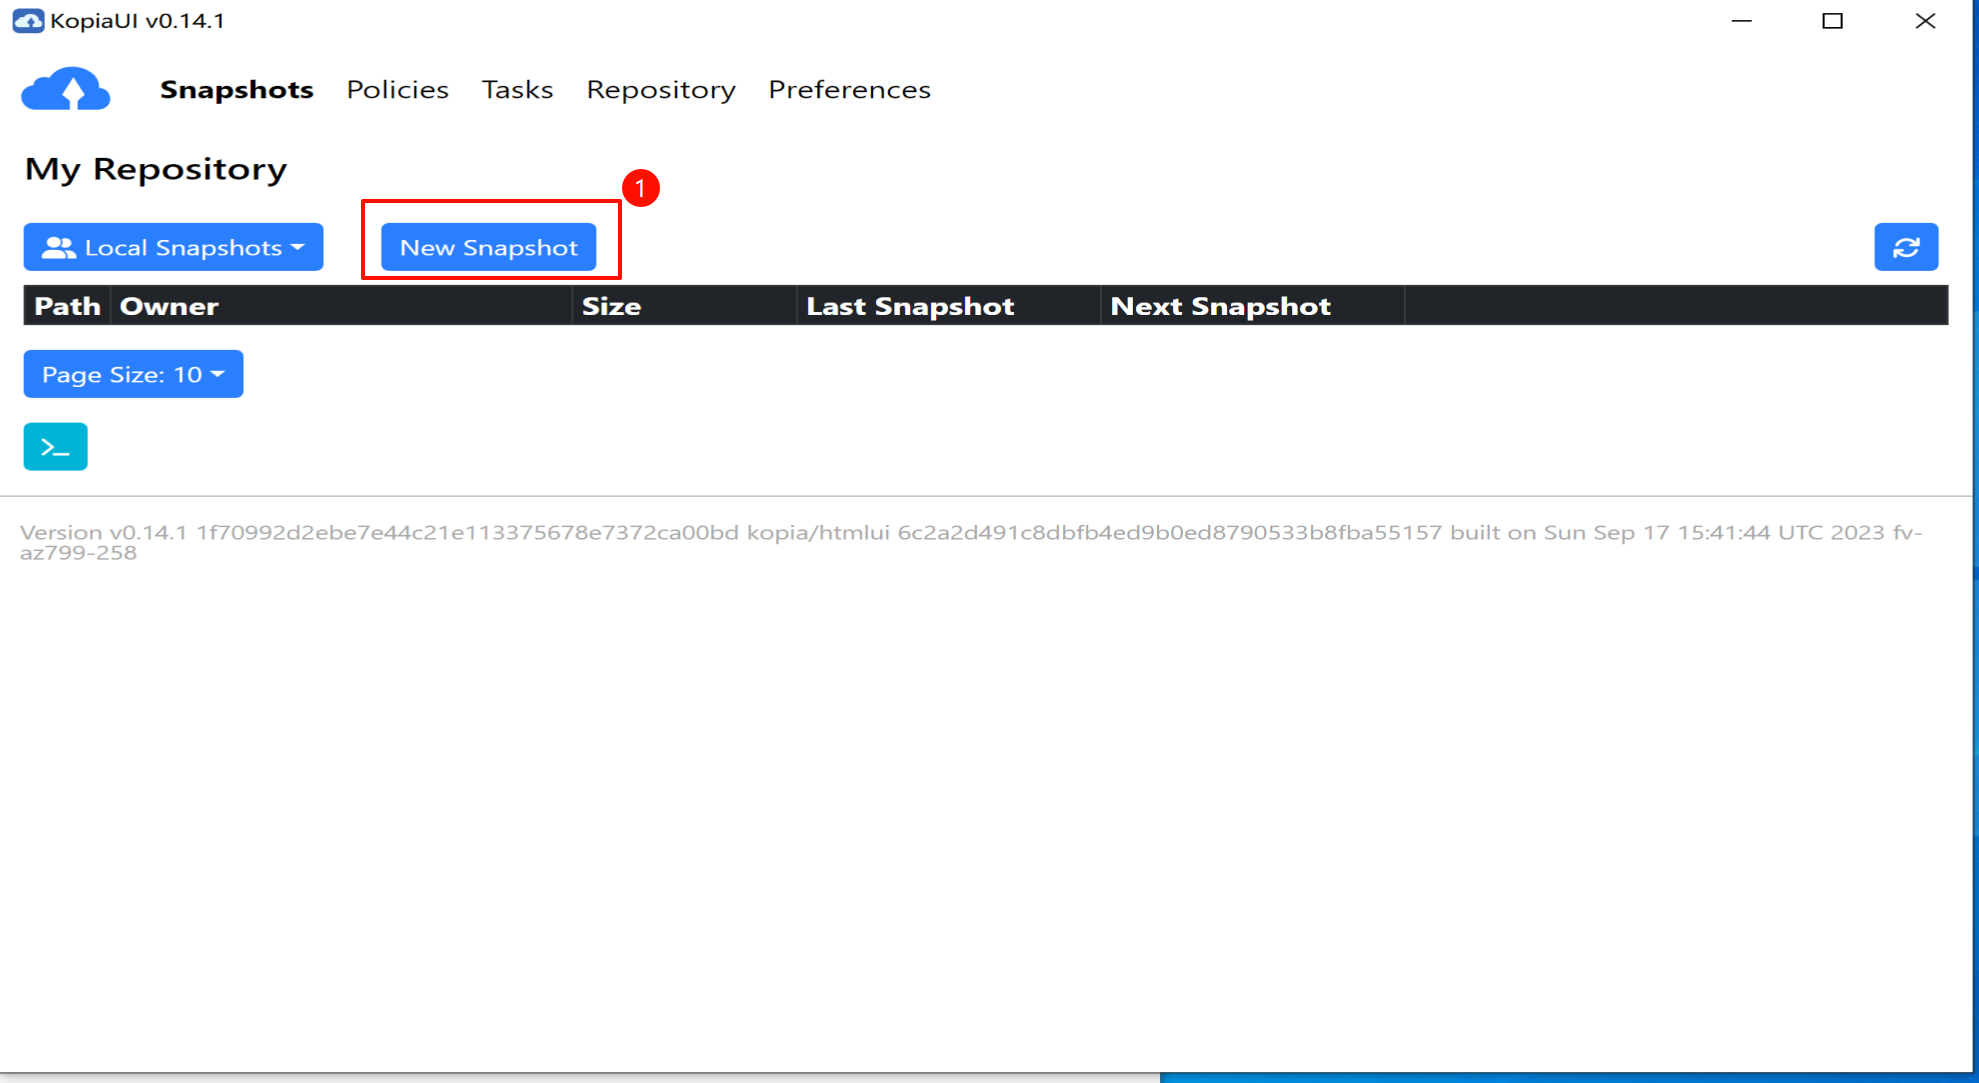 KopiaUI v0.14.1
Snapshots Policies Tasks Repository Preferences
My Repository
1
Local Snapshots New Snapshot
Path Owner Size Last Snapshot Next Snapshot
Page Size: 10
>_
Version v0.14.1 1f70992d2ebe7e44c21e113375678e7372ca00bd kopia/htmlui 6c2a2d491c8dbfb4ed9b0ed8790533b8fba55157 built on Sun Sep 17 15:41:44 UTC 2023 fv-
az799-258